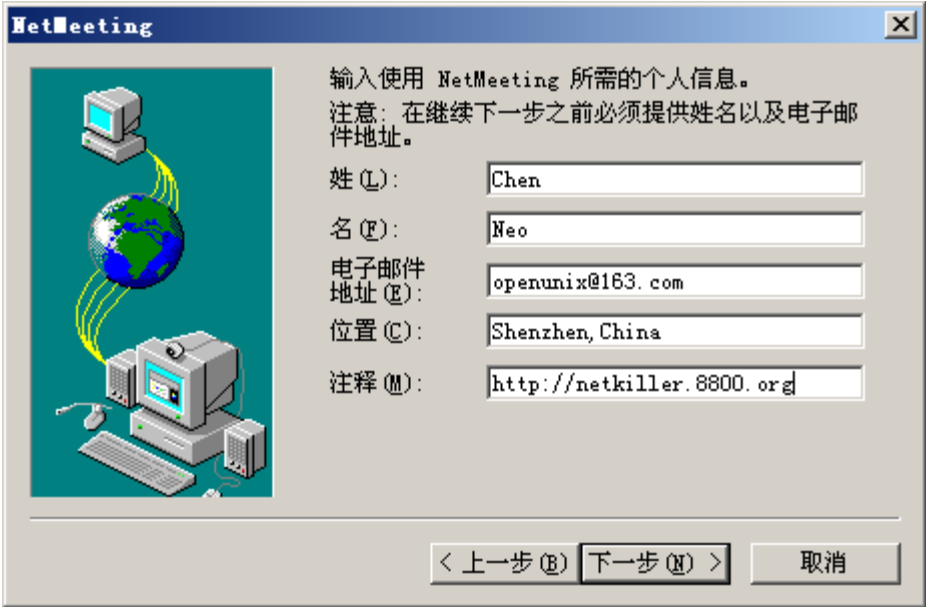 NetMeeting
输入使用 NetMeeting 所需的个人信息。
注意: 在继续下一步之前必须提供姓名以及电子邮
件地址。
姓(L): Chen
名(F): Neo
电子邮件
地址(E): openunix@163.com
位置(C): Shenzhen,China
注释(M): http://netkiller.8800.org
< 上一步(B) 下一步(N) > 取消